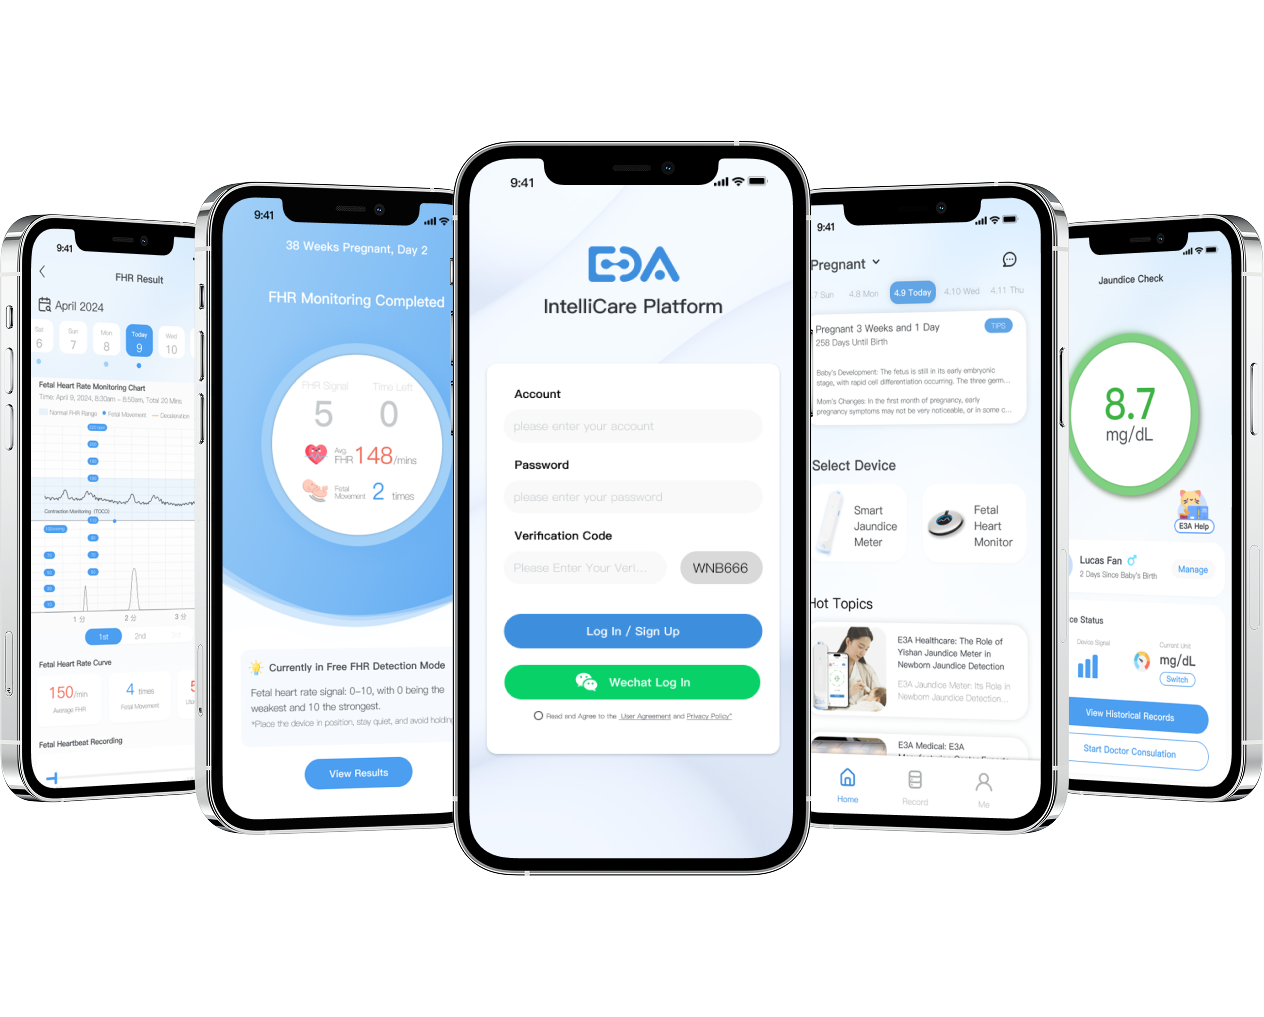 9:41
FHR Result
April 2024
Sat
Sun
Mon
Today
Wed
6
7
8
9
10
Fetal Heart Rate Monitoring Chart
Time: April 9, 2024, 8:30am - 8:50am, Total 20 Mins
Normal FHR Range
Fetal Movement
Deceleration
Contraction Monitoring (TOCO)
1 分
2 分
3 分
1st
2nd
Fetal Heart Rate Curve
150/min
Average FHR
4 times
Fetal Movement
Fetal Heartbeat Recording
9:41
38 Weeks Pregnant, Day 2
FHR Monitoring Completed
FHR Signal
Time Left
5
0
Avg.
FHR 148/mins
Fetal
Movement 2 times
Currently in Free FHR Detection Mode
Fetal heart rate signal: 0-10, with 0 being the
weakest and 10 the strongest.
*Place the device in position, stay quiet, and avoid holding
View Results
9:41
E3A
IntelliCare Platform
Account
please enter your account
Password
please enter your password
Verification Code
Please Enter Your Veri...
WNB666
Log In / Sign Up
Wechat Log In
Read and Agree to the User Agreement and Privacy Policy"
9:41
Pregnant
.7 Sun
4.8 Mon
4.9 Today
4.10 Wed
4.11 Thu
Pregnant 3 Weeks and 1 Day
TIPS
258 Days Until Birth
Baby's Development: The fetus is still in its early embryonic
stage, with rapid cell differentiation occurring. The three germ...
Mom's Changes: In the first month of pregnancy, early
pregnancy symptoms may not be very noticeable, or in some c...
Select Device
Smart
Jaundice
Meter
Fetal
Heart
Monitor
Hot Topics
E3A Healthcare: The Role of
Yishan Jaundice Meter in
Newborn Jaundice Detection
E3A Jaundice Meter: Its Role in
Newborn Jaundice Detection...
E3A Medical: E3A
Home
Record
Me
Jaundice Check
8.7
mg/dL
E3A Help
Lucas Fan
2 Days Since Baby's Birth
Manage
ce Status
Device Signal
Current Unit
mg/dL
Switch
View Historical Records
Start Doctor Consulation